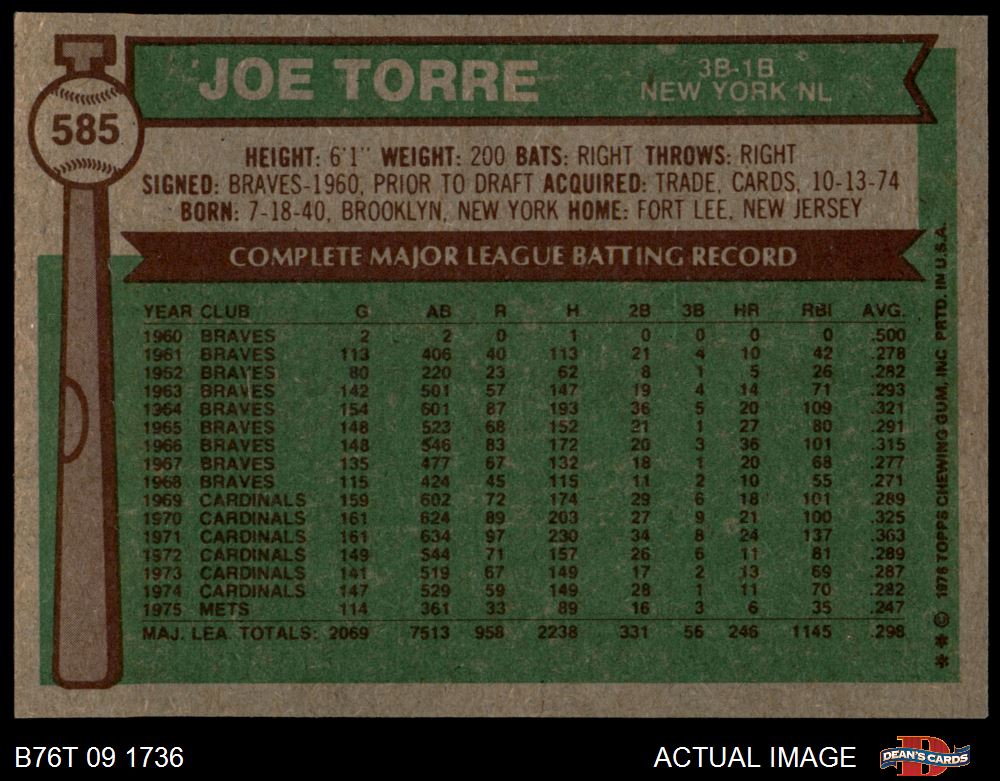 JOE TORRE
3B-1B
NEW YORK NL
585
HEIGHT: 6'1" WEIGHT: 200 BATS: RIGHT THROWS: RIGHT
SIGNED: BRAVES-1960, PRIOR TO DRAFT ACQUIRED: TRADE, CARDS, 10-13-74
BORN: 7-18-40, BROOKLYN, NEW YORK HOME: FORT LEE, NEW JERSEY
COMPLETE MAJOR LEAGUE BATTING RECORD
YEAR CLUB G AB R H 2B 3B HR RBI AVG.
1960 BRAVES 2 2 0 1 0 0 0 0 .500
1961 BRAVES 113 406 40 113 21 4 10 42 .278
1962 BRAVES 80 220 23 62 8 1 5 26 .282
1963 BRAVES 142 501 57 147 19 4 14 71 .293
1964 BRAVES 154 601 87 193 36 5 20 109 .321
1965 BRAVES 148 523 68 152 21 1 27 80 .291
1966 BRAVES 148 546 83 172 20 3 36 101 .315
1967 BRAVES 135 477 67 132 18 1 20 68 .277
1968 BRAVES 115 424 45 115 11 2 10 55 .271
1969 CARDINALS 159 602 72 174 29 6 18 101 .289
1970 CARDINALS 161 624 89 203 27 9 21 100 .325
1971 CARDINALS 161 634 97 230 34 8 24 137 .363
1972 CARDINALS 149 544 71 157 26 6 11 81 .289
1973 CARDINALS 141 519 67 149 17 2 13 69 .287
1974 CARDINALS 147 529 59 149 28 1 11 70 .282
1975 METS 114 361 33 89 16 3 6 35 .247
MAJ. LEA. TOTALS: 2069 7513 958 2238 331 56 246 1145 .298
* * © 1976 TOPPS CHEWING GUM, INC PRTD. IN U.S.A.
B76T 09 1736
ACTUAL IMAGE
DEAN'S CARDS